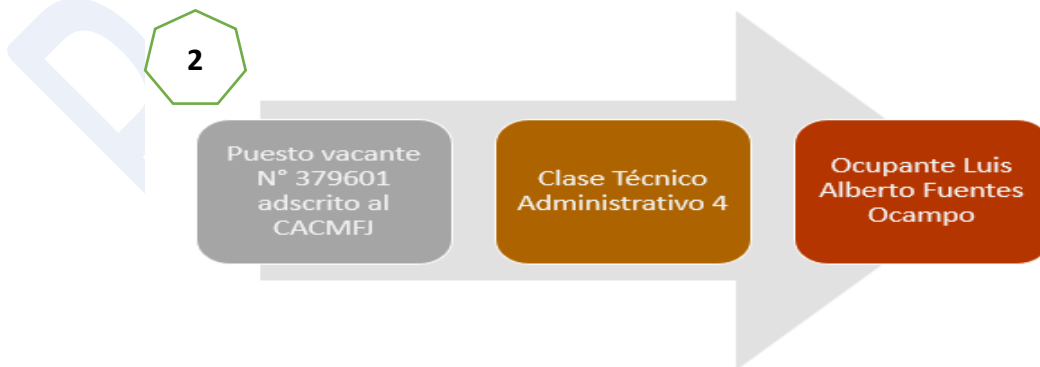 2
Puesto vacante
N° 379601
adscrito al
CACMFJ
Clase Técnico
Administrativo 4
Ocupante Luis
Alberto Fuentes
Ocampo